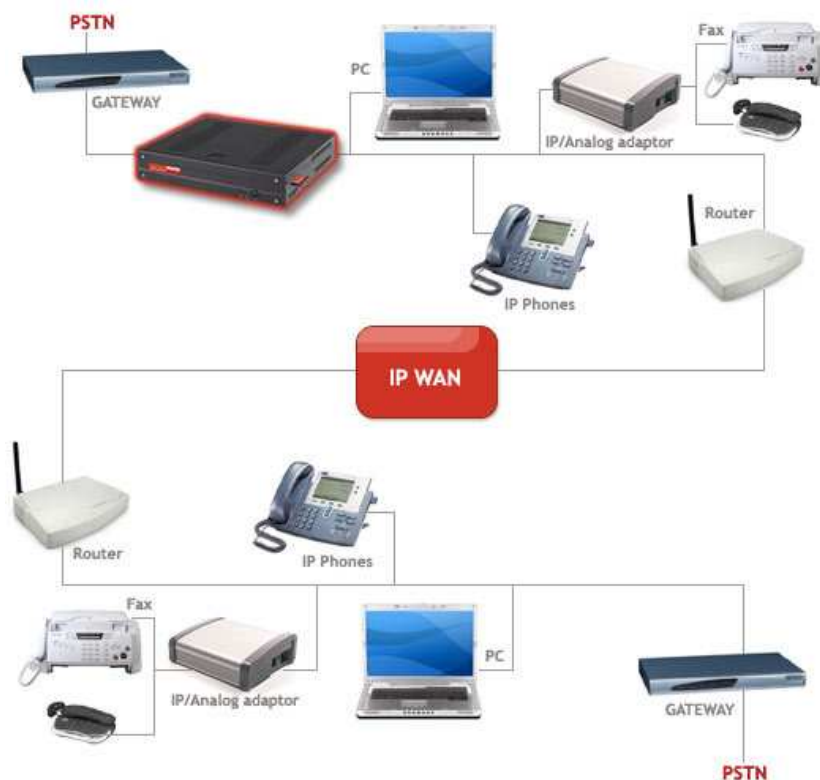 PSTN
Fax
PC
GATEWAY
IP/Analog adaptor
Router
IP Phones
IP WAN
Router
IP Phones
Fax
PC
IP/Analog adaptor
GATEWAY
PSTN